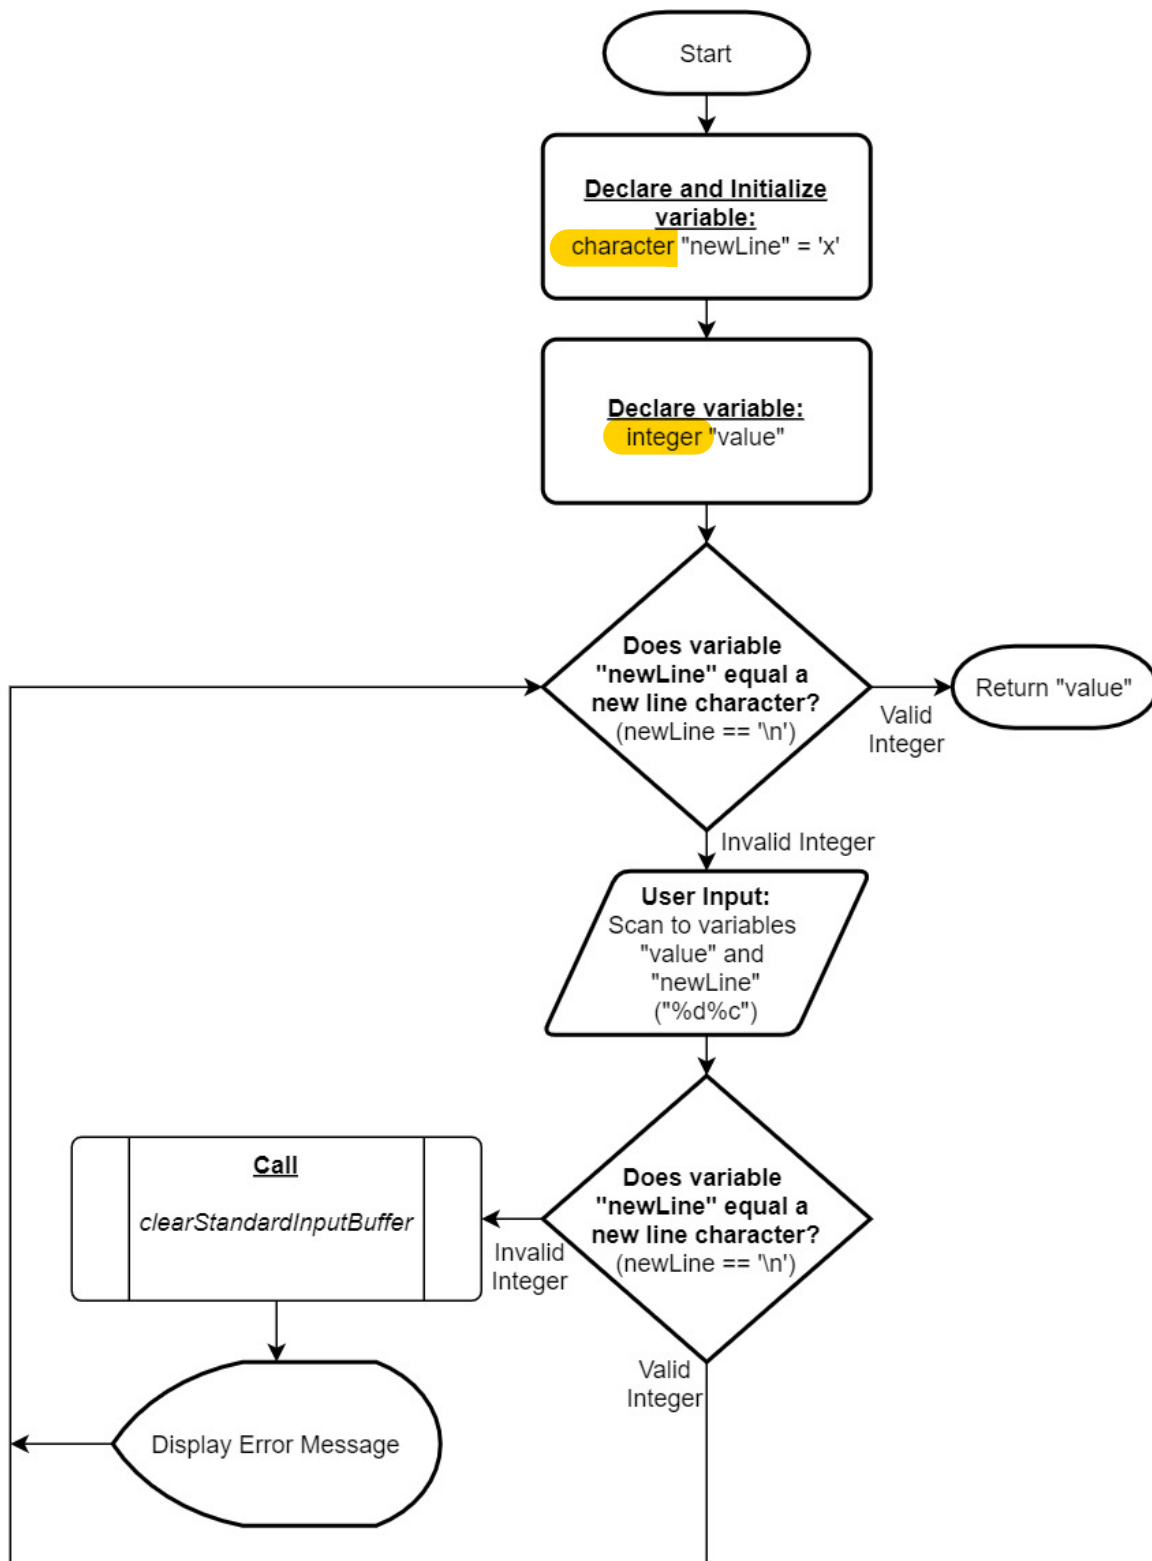 Start
Declare and Initialize
variable:
character "newLine" = 'x'
Declare variable:
integer "value"
Does variable
"newLine" equal a
new line character?
(newLine == '\n')
Valid
Integer
Return "value"
Invalid Integer
User Input:
Scan to variables
"value" and
"newLine"
("%d%c")
Does variable
"newLine" equal a
new line character?
(newLine == '\n')
Invalid
Integer
Call
clearStandardInputBuffer
Valid
Integer
Display Error Message